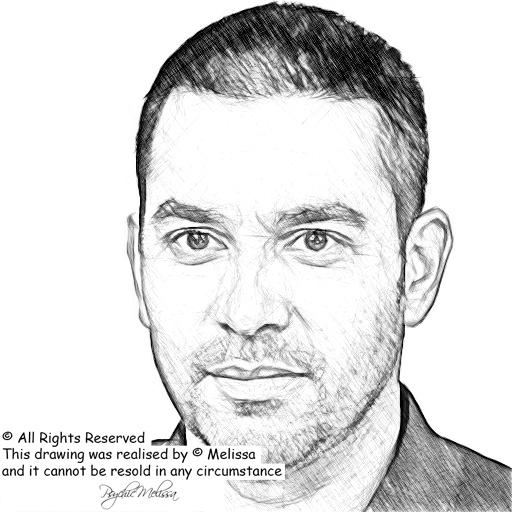 © All Rights Reserved
This drawing was realised by © Melissa
and it cannot be resold in any circumstance
Psychic Melissa